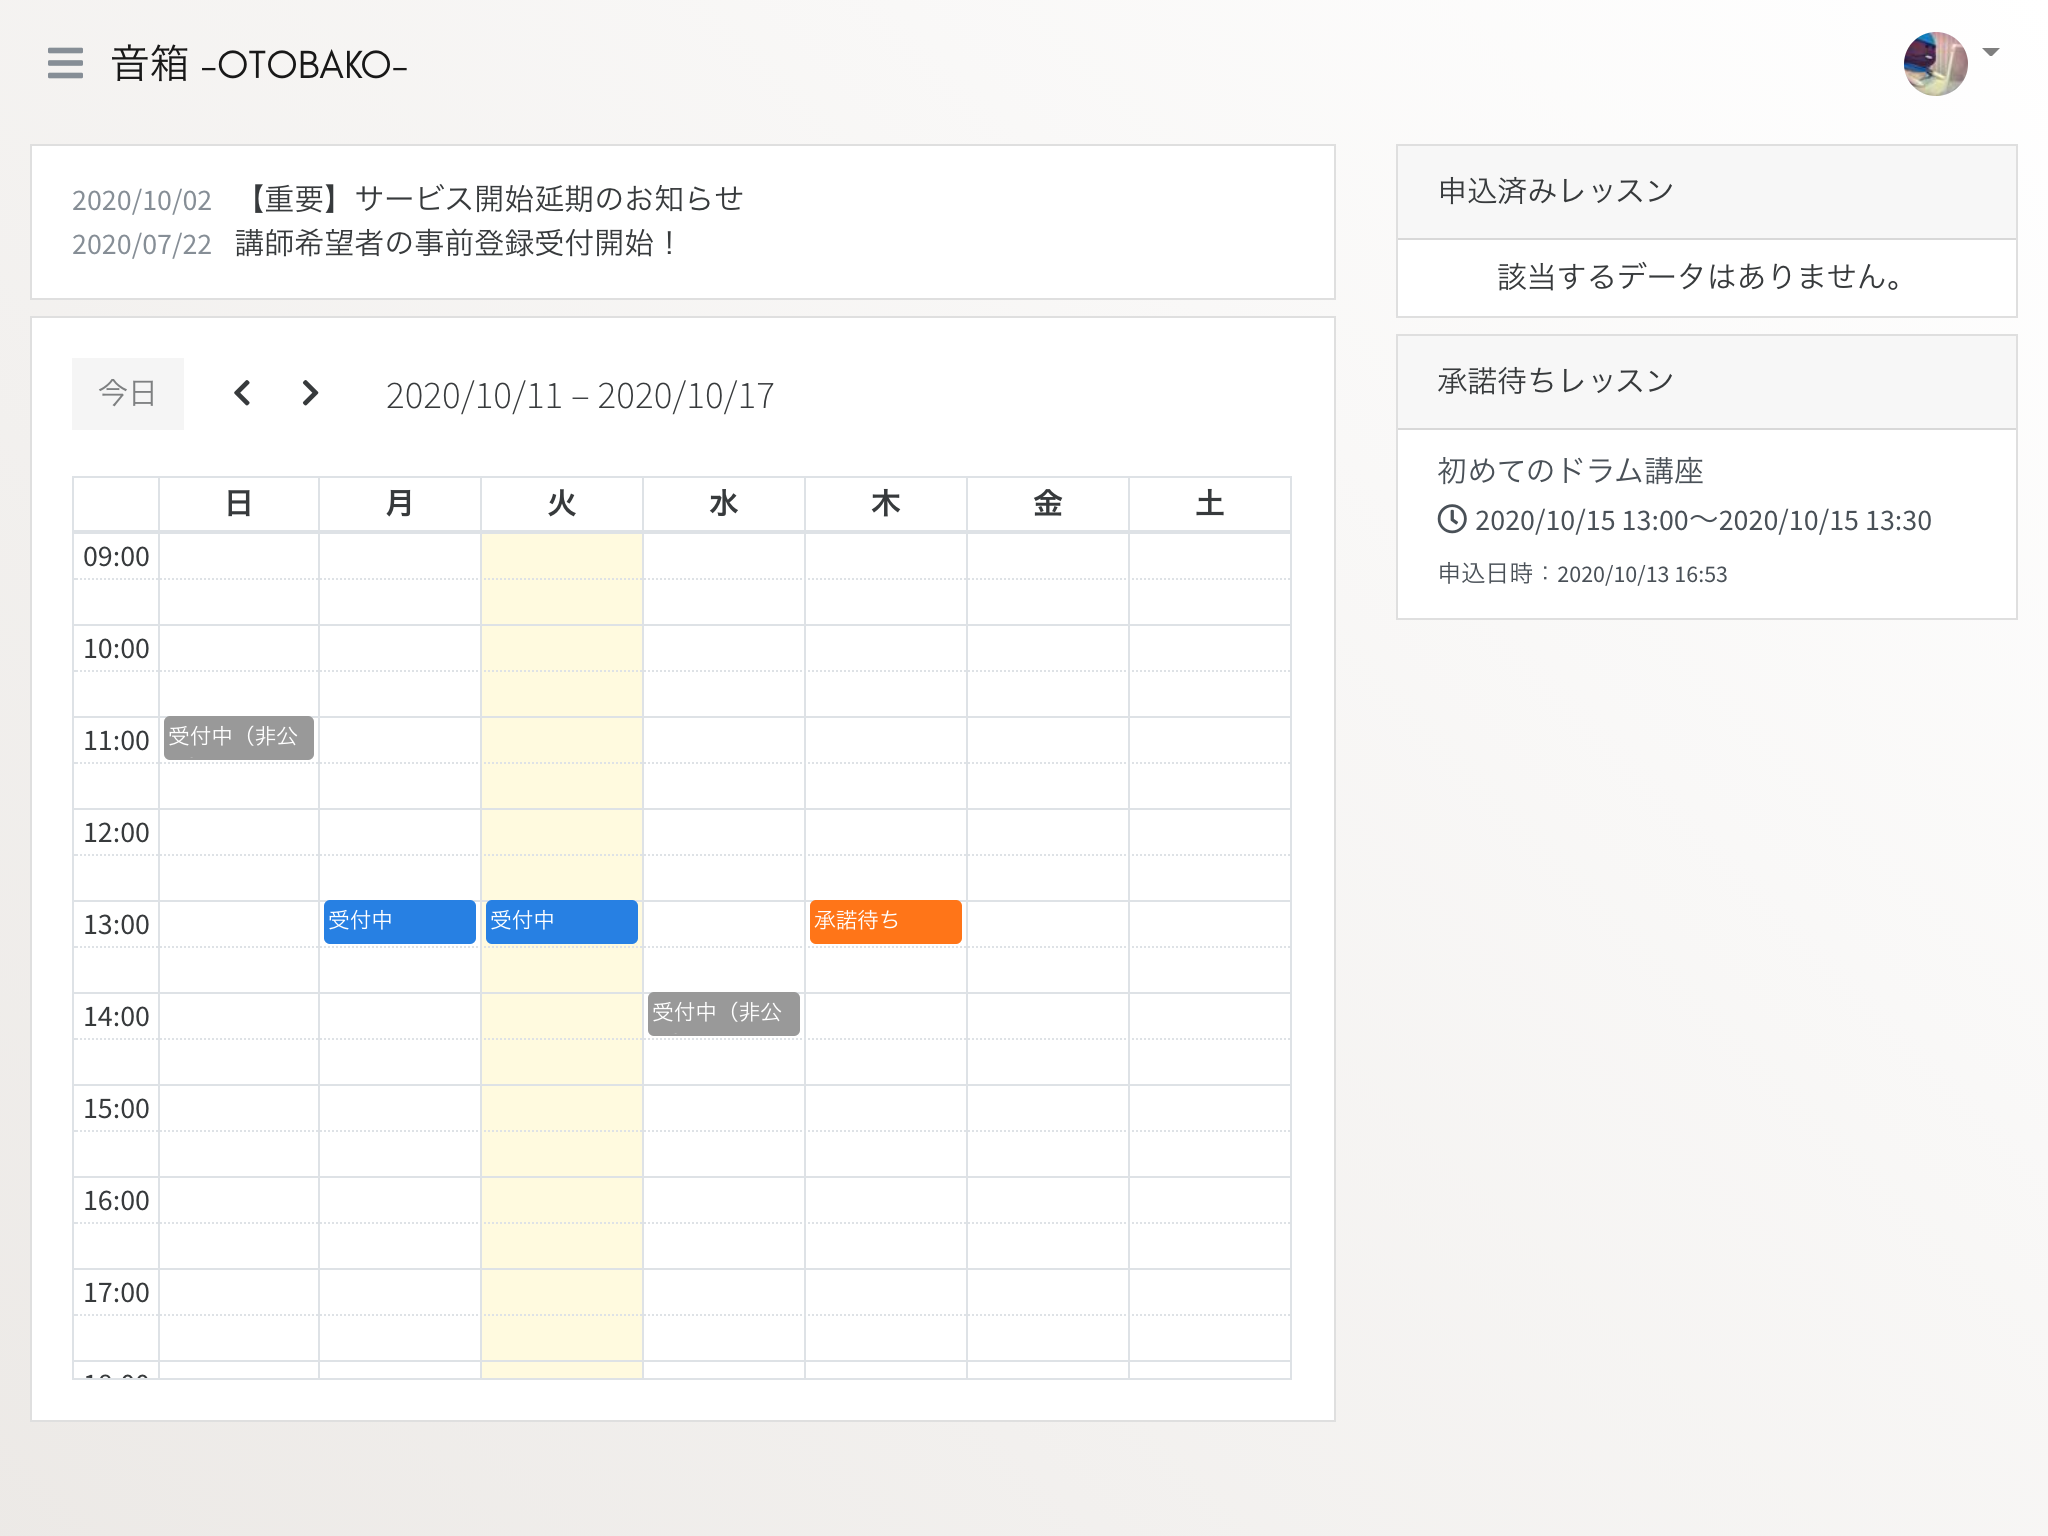 音箱 -OTOBAKO-
2020/10/02 【重要】サービス開始延期のお知らせ
2020/07/22 講師希望者の事前登録受付開始！
今日
2020/10/11 – 2020/10/17
日 月 火 水 木 金 土
09:00
10:00
11:00 受付中（非公
12:00
13:00 受付中 受付中 承諾待ち
14:00 受付中（非公
15:00
16:00
17:00
申込済みレッスン
該当するデータはありません。
承諾待ちレッスン
初めてのドラム講座
2020/10/15 13:00〜2020/10/15 13:30
申込日時：2020/10/13 16:53